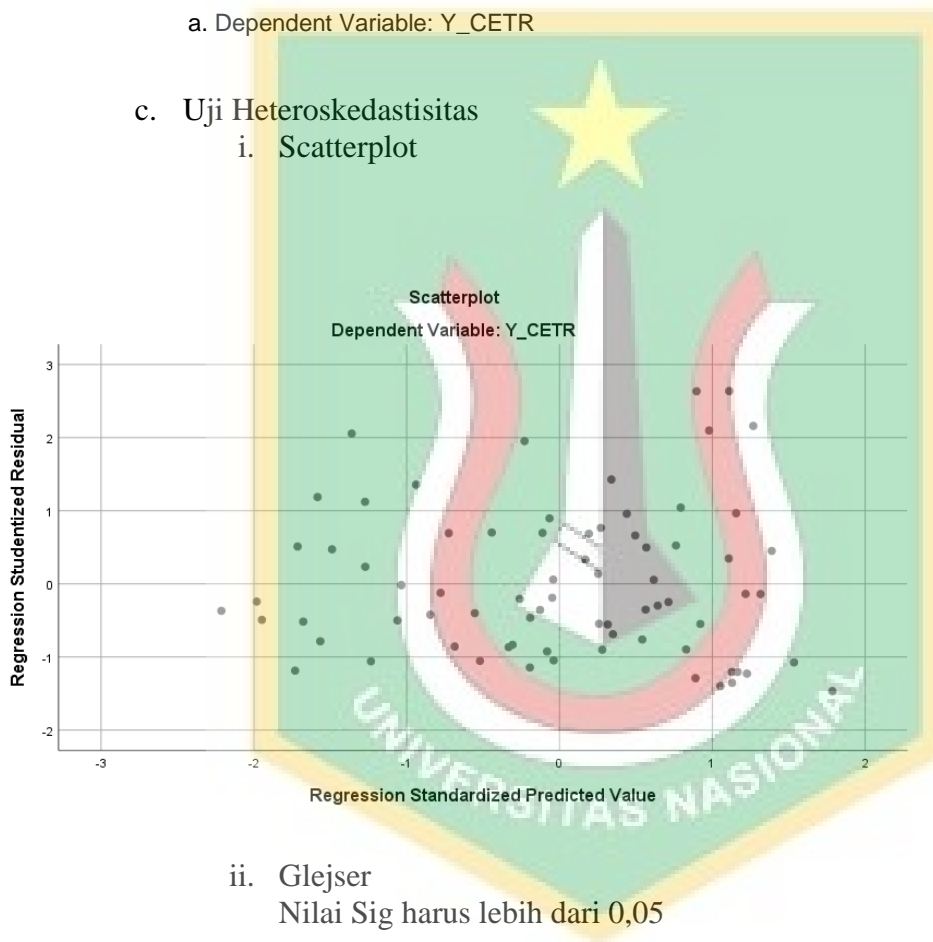 a. Dependent Variable: Y_CETR
c. Uji Heteroskedastisitas
i. Scatterplot
Scatterplot
Dependent Variable: Y_CETR
Regression Studentized Residual
3
2
1
0
-1
-2
-3 -2 -1 0 1 2
Regression Standardized Predicted Value
UNIVERSITAS NASIONAL
ii. Glejser
Nilai Sig harus lebih dari 0,05